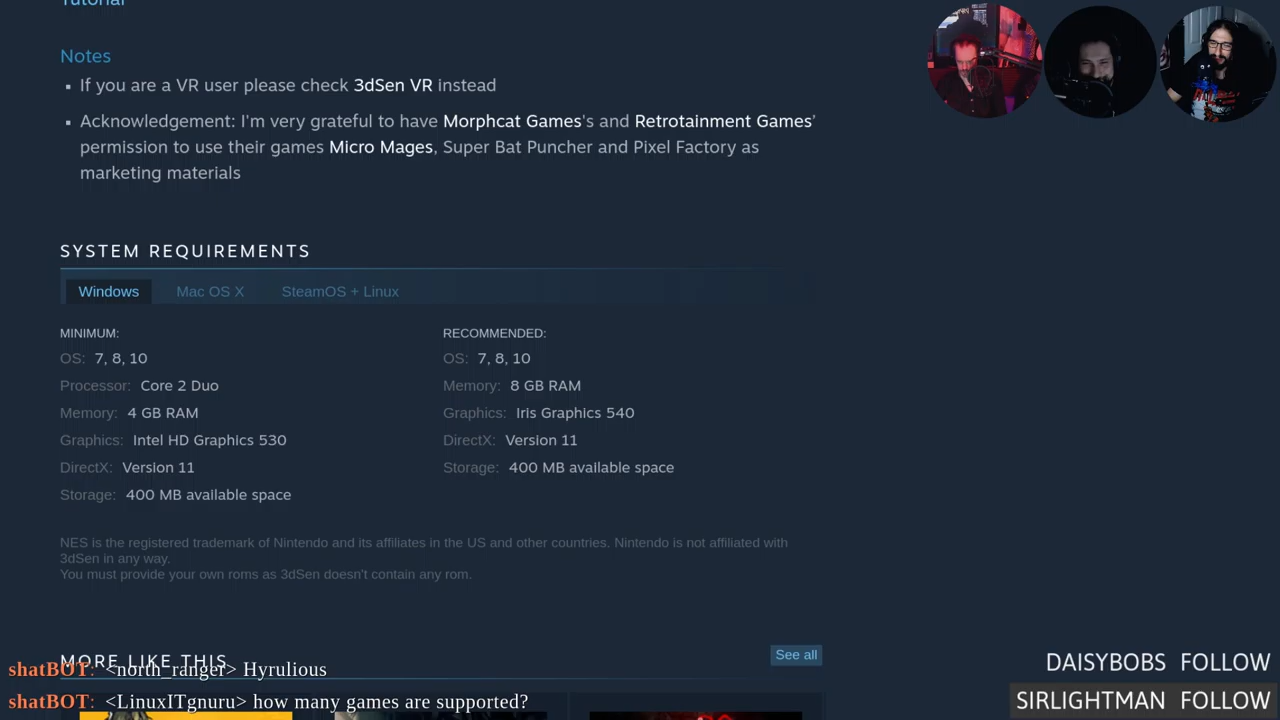 Tutorial
Notes
If you are a VR user please check 3dSen VR instead
Acknowledgement: I'm very grateful to have Morphcat Games's and Retrotainment Games'
permission to use their games Micro Mages, Super Bat Puncher and Pixel Factory as
marketing materials
SYSTEM REQUIREMENTS
Windows Mac OS X SteamOS + Linux
MINIMUM:
OS: 7, 8, 10
Processor: Core 2 Duo
Memory: 4 GB RAM
Graphics: Intel HD Graphics 530
DirectX: Version 11
Storage: 400 MB available space
RECOMMENDED:
OS: 7, 8, 10
Memory: 8 GB RAM
Graphics: Iris Graphics 540
DirectX: Version 11
Storage: 400 MB available space
NES is the registered trademark of Nintendo and its affiliates in the US and other countries. Nintendo is not affiliated with
3dSen in any way.
You must provide your own roms as 3dSen doesn't contain any rom.
MORE LIKE THIS
See all
shatBOT: <north_ranger> Hyrulious
shatBOT: <LinuxITgnuru> how many games are supported?
DAISYBOBS FOLLOW
SIRLIGHTMAN FOLLOW